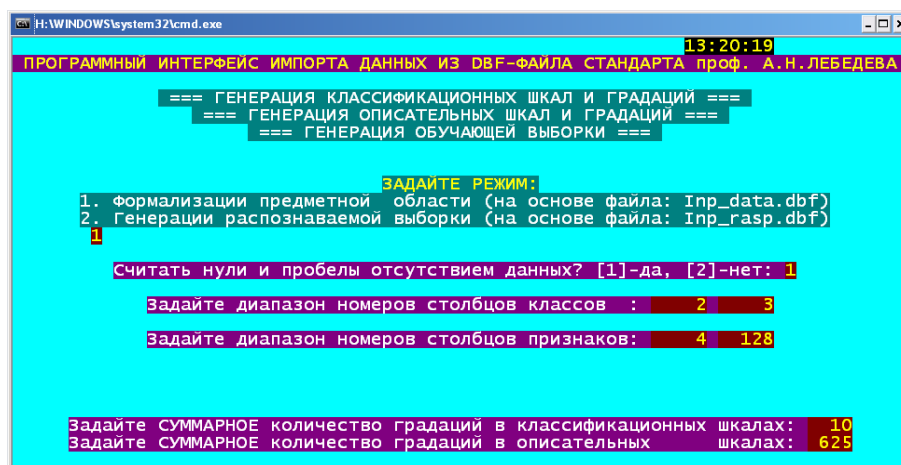 H:\WINDOWS\system32\cmd.exe
13:20:19
ПРОГРАММНЫЙ ИНТЕРФЕЙС ИМПОРТА ДАННЫХ ИЗ DBF-ФАЙЛА СТАНДАРТА проф. А.Н.ЛЕБЕДЕВА
=== ГЕНЕРАЦИЯ КЛАССИФИКАЦИОННЫХ ШКАЛ И ГРАДАЦИЙ ===
=== ГЕНЕРАЦИЯ ОПИСАТЕЛЬНЫХ ШКАЛ И ГРАДАЦИЙ ===
=== ГЕНЕРАЦИЯ ОБУЧАЮЩЕЙ ВЫБОРКИ ===
ЗАДАЙТЕ РЕЖИМ:
1. Формализации предметной области (на основе файла: Inp_data.dbf)
2. Генерации распознаваемой выборки (на основе файла: Inp_rasp.dbf)
1
Считать нули и пробелы отсутствием данных? [1]-да, [2]-нет: 1
Задайте диапазон номеров столбцов классов : 2 3
Задайте диапазон номеров столбцов признаков: 4 128
Задайте СУММАРНОЕ количество градаций в классификационных шкалах: 10
Задайте СУММАРНОЕ количество градаций в описательных шкалах: 625